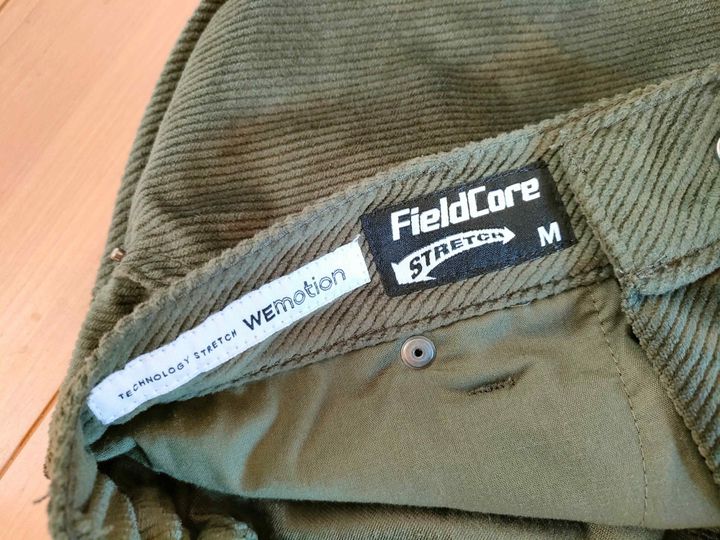 FieldCore
STRETCH
M
WEmotion
TECHNOLOGY STRETCH